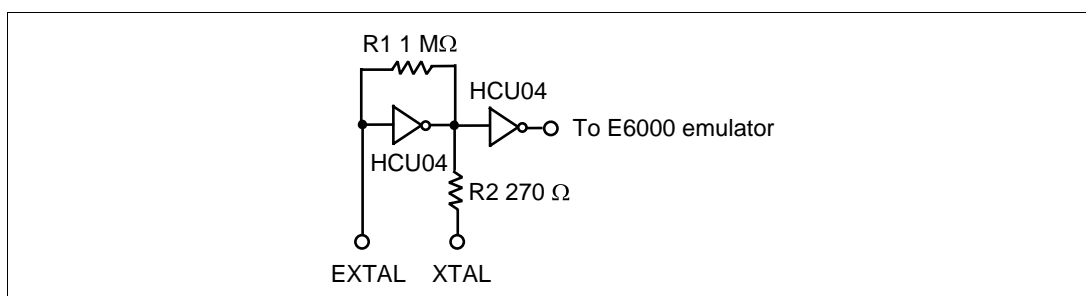 R1 1 MΩ
HCU04
To E6000 emulator
HCU04
R2 270 Ω
EXTAL XTAL